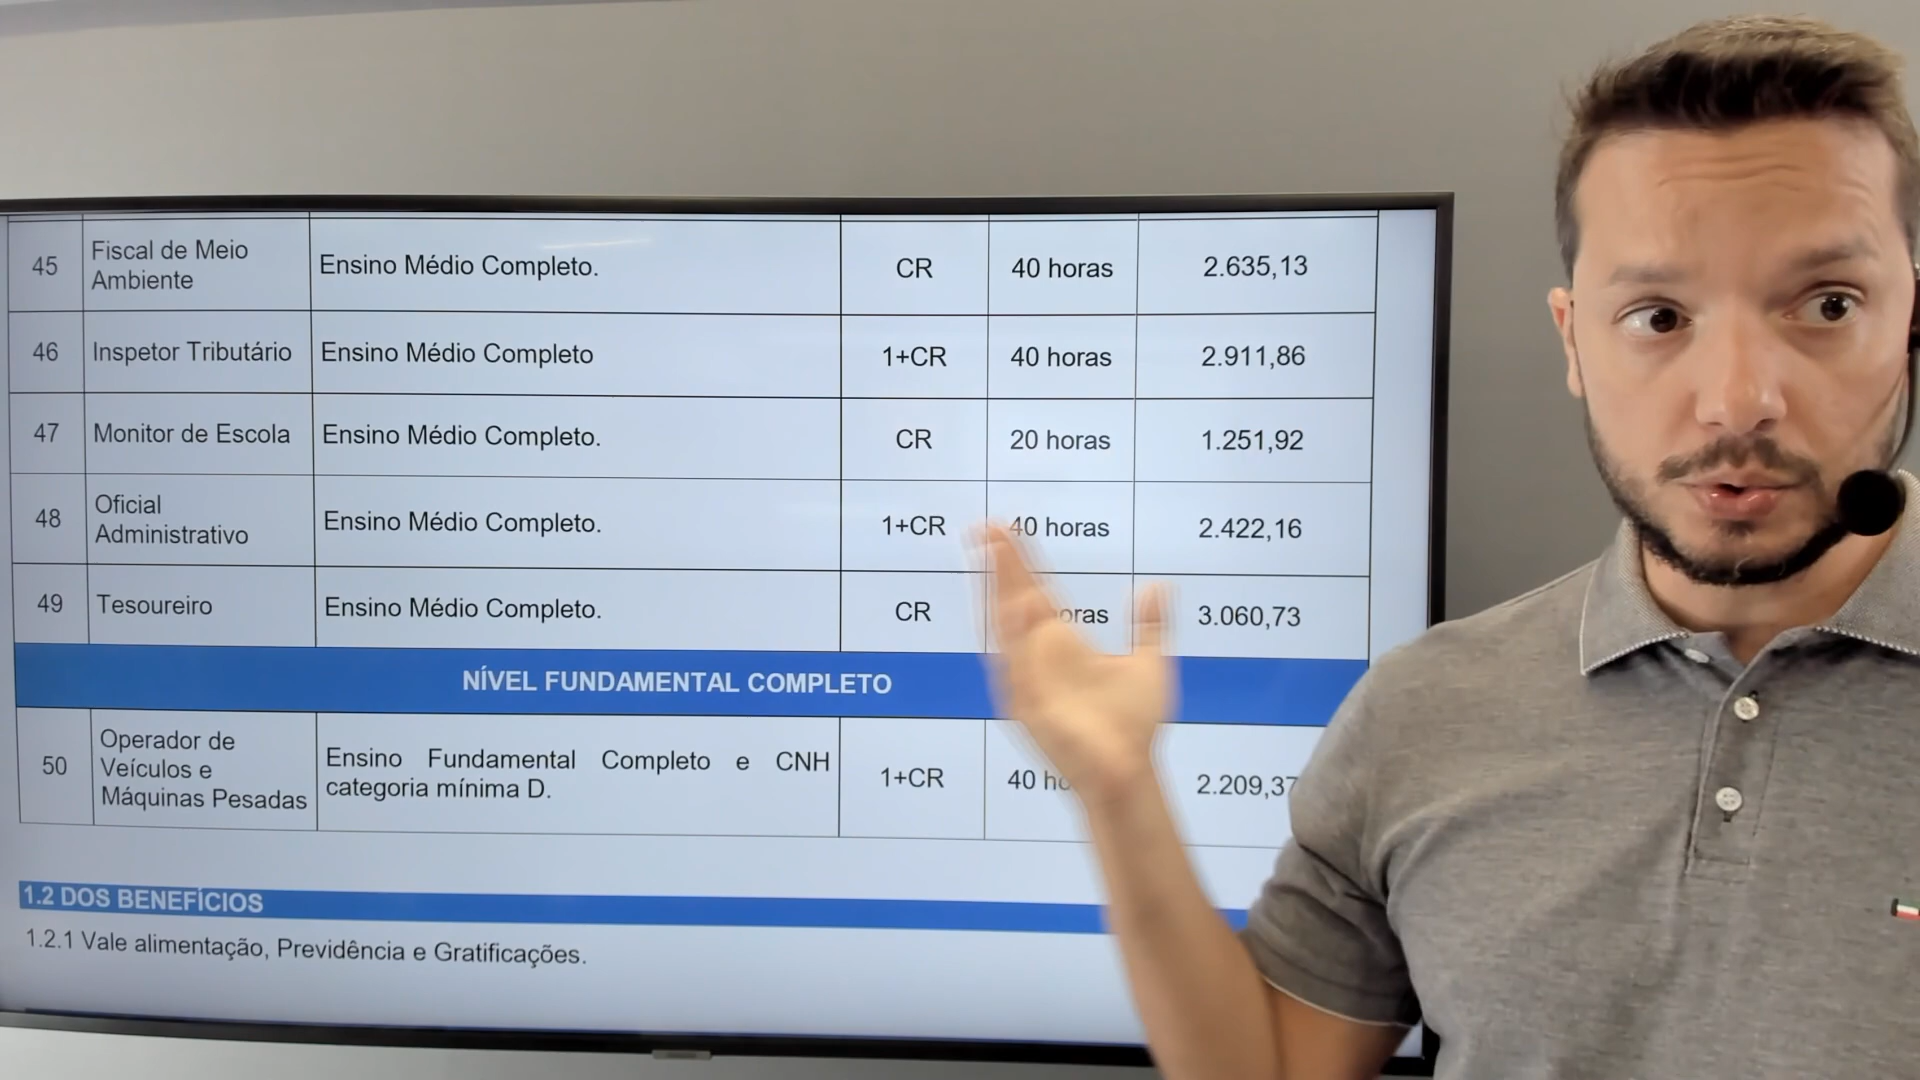 45 Fiscal de Meio Ambiente Ensino Médio Completo. CR 40 horas 2.635,13
46 Inspetor Tributário Ensino Médio Completo 1+CR 40 horas 2.911,86
47 Monitor de Escola Ensino Médio Completo. CR 20 horas 1.251,92
48 Oficial Administrativo Ensino Médio Completo. 1+CR 40 horas 2.422,16
49 Tesoureiro Ensino Médio Completo. CR 3.060,73
NÍVEL FUNDAMENTAL COMPLETO
50 Operador de Veículos e Máquinas Pesadas Ensino Fundamental Completo e CNH categoria mínima D. 1+CR 40 2.209,37
1.2 DOS BENEFÍCIOS
1.2.1 Vale alimentação, Previdência e Gratificações.